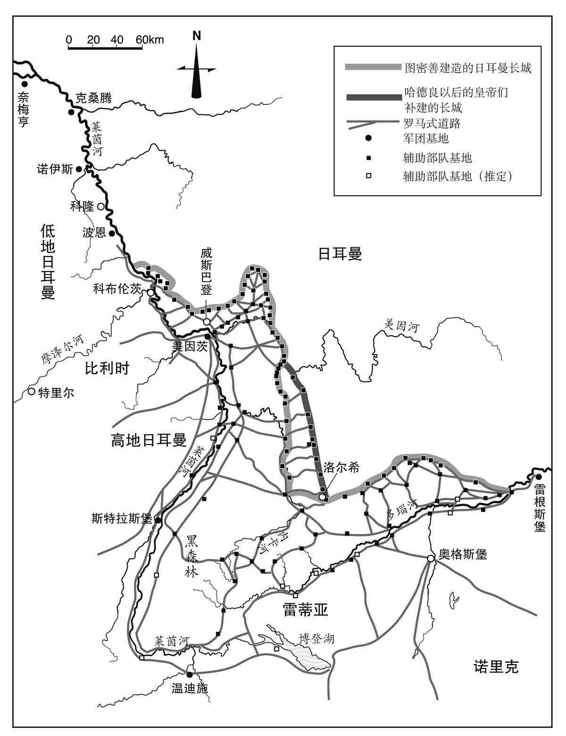 0 20 40 60km
N
图密善建造的日耳曼长城
哈德良以后的皇帝们
补建的长城
罗马式道路
军团基地
辅助部队基地
辅助部队基地（推定）
奈梅亨
克桑腾
莱茵河
诺伊斯
科隆
波恩
低地日耳曼
威斯巴登
日耳曼
科布伦茨
美因河
美因茨
摩泽尔河
比利时
特里尔
高地日耳曼
莱茵河
洛尔希
雷根斯堡
多瑙河
斯特拉斯堡
内卡河
黑森林
奥格斯堡
雷蒂亚
莱茵河
博登湖
诺里克
温迪施